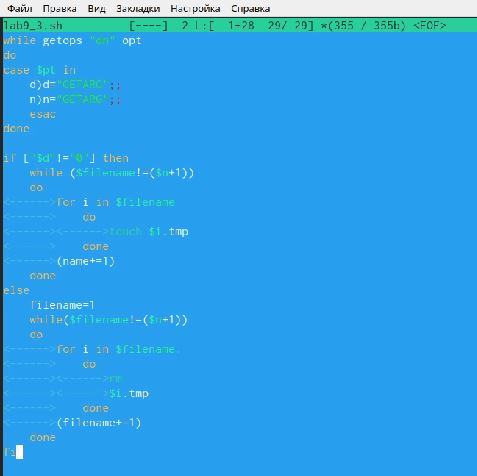 Файл Правка Вид Закладки Настройка Справка
lab9_3.sh [----] 2 L:[ 1+28 29/ 29] *(355 / 355b) <EOF>
while getops "dn" opt
do
case $pt in
    d)d="GETARG";;
    n)n="GETARG";;
    esac
done

if ["$d"!="0"] then
    while ($filename!=($n+1))
    do
<------>for i in $filename
<------>    do
<------><------>touch $i.tmp
<------>    done
<------>(name+=1)
    done
else
    filename=1
    while($filename!=($n+1))
    do
<------>for i in $filename.
<------>    do
<------><------>rm
<------><------>$i.tmp
<------>    done
<------>(filename+=1)
    done
fi